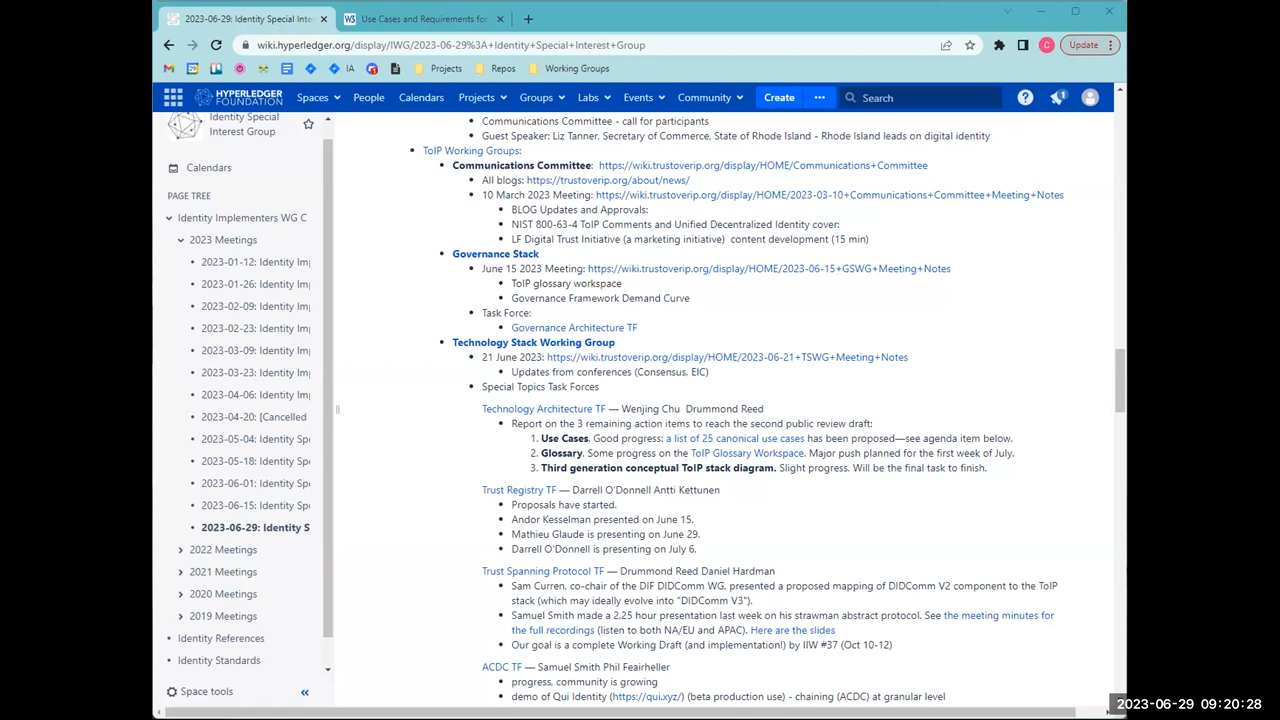 2023-06-29: Identity Special Inte
Use Cases and Requirements for
wiki.hyperledger.org/display/IWG/2023-06-29%3A+Identity+Special+Interest+Group
C
Update
IA
Projects
Repos
Working Groups
HYPERLEDGER
FOUNDATION
Spaces
People
Calendars
Projects
Groups
Labs
Events
Community
Create
Search
1
Identity Special
Interest Group
Calendars
PAGE TREE
Identity Implementers WG C
2023 Meetings
2023-01-12: Identity Im
2023-01-26: Identity Im
2023-02-09: Identity Im
2023-02-23: Identity Im
2023-03-09: Identity Im
2023-03-23: Identity Im
2023-04-06: Identity Im
2023-04-20: [Cancelled
2023-05-04: Identity Sp
2023-05-18: Identity Sp
2023-06-01: Identity Sp
2023-06-15: Identity Sp
2023-06-29: Identity S
2022 Meetings
2021 Meetings
2020 Meetings
2019 Meetings
Identity References
Identity Standards
Space tools
Communications Committee - call for participants
Guest Speaker: Liz Tanner, Secretary of Commerce, State of Rhode Island - Rhode Island leads on digital identity
ToIP Working Groups:
Communications Committee: https://wiki.trustoverip.org/display/HOME/Communications+Committee
All blogs: https://trustoverip.org/about/news/
10 March 2023 Meeting: https://wiki.trustoverip.org/display/HOME/2023-03-10+Communications+Committee+Meeting+Notes
BLOG Updates and Approvals:
NIST 800-63-4 ToIP Comments and Unified Decentralized Identity cover:
LF Digital Trust Initiative (a marketing initiative) content development (15 min)
Governance Stack
June 15 2023 Meeting: https://wiki.trustoverip.org/display/HOME/2023-06-15+GSWG+Meeting+Notes
ToIP glossary workspace
Governance Framework Demand Curve
Task Force:
Governance Architecture TF
Technology Stack Working Group
21 June 2023: https://wiki.trustoverip.org/display/HOME/2023-06-21+TSWG+Meeting+Notes
Updates from conferences (Consensus, EIC)
Special Topics Task Forces
Technology Architecture TF — Wenjing Chu Drummond Reed
Report on the 3 remaining action items to reach the second public review draft:
1. Use Cases. Good progress: a list of 25 canonical use cases has been proposed—see agenda item below.
2. Glossary. Some progress on the ToIP Glossary Workspace. Major push planned for the first week of July.
3. Third generation conceptual ToIP stack diagram. Slight progress. Will be the final task to finish.
Trust Registry TF — Darrell O'Donnell Antti Kettunen
Proposals have started.
Andor Kesselman presented on June 15.
Mathieu Glaude is presenting on June 29.
Darrell O'Donnell is presenting on July 6.
Trust Spanning Protocol TF — Drummond Reed Daniel Hardman
Sam Curren, co-chair of the DIF DIDComm WG, presented a proposed mapping of DIDComm V2 component to the ToIP
stack (which may ideally evolve into "DIDComm V3").
Samuel Smith made a 2.25 hour presentation last week on his strawman abstract protocol. See the meeting minutes for
the full recordings (listen to both NA/EU and APAC). Here are the slides
Our goal is a complete Working Draft (and implementation!) by IIW #37 (Oct 10-12)
ACDC TF — Samuel Smith Phil Feairheller
progress, community is growing
demo of Qui Identity (https://qui.xyz/) (beta production use) - chaining (ACDC) at granular level
2023-06-29 09:20:28